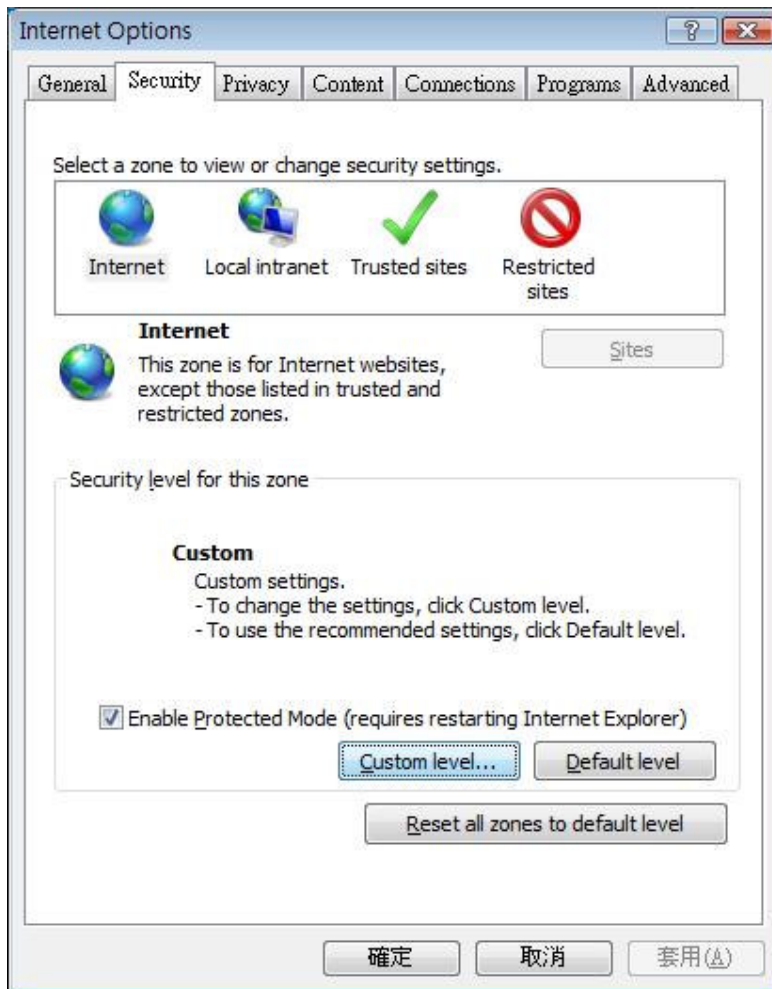 Internet Options
General Security Privacy Content Connections Programs Advanced
Select a zone to view or change security settings.
Internet Local intranet Trusted sites Restricted
sites
Internet
Sites
This zone is for Internet websites,
except those listed in trusted and
restricted zones.
Security level for this zone
Custom
Custom settings.
- To change the settings, click Custom level.
- To use the recommended settings, click Default level.
Enable Protected Mode (requires restarting Internet Explorer)
Custom level... Default level
Reset all zones to default level
確定 取消 套用(A)